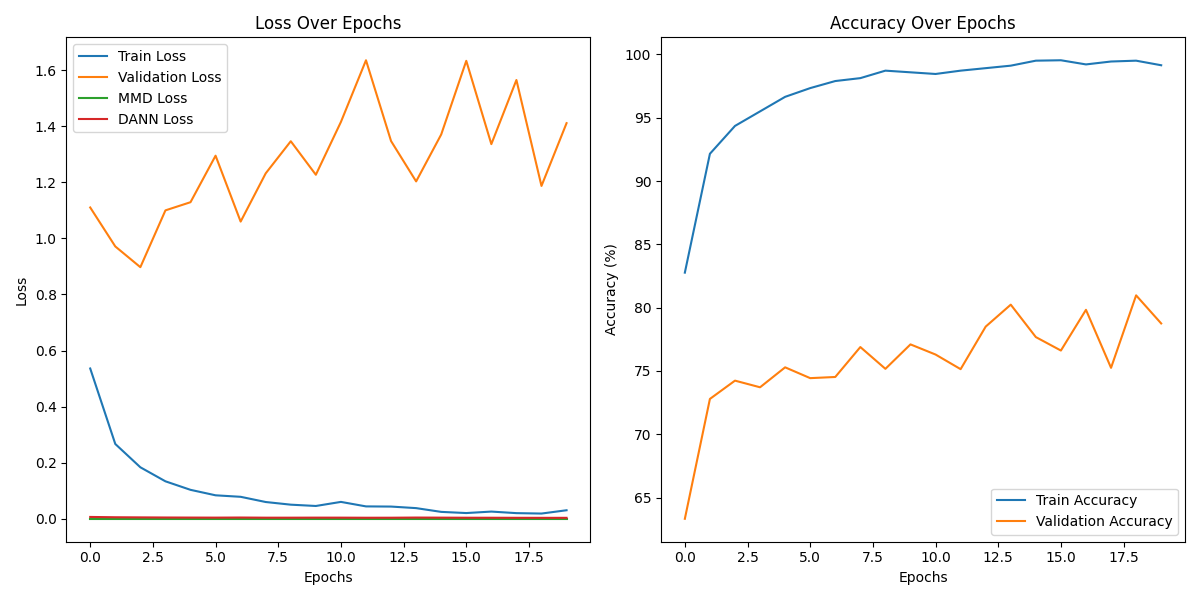 Loss Over Epochs
Train Loss
Validation Loss
MMD Loss
DANN Loss
1.6
1.4
1.2
1.0
0.8
0.6
0.4
0.2
0.0
Loss
0.0 2.5 5.0 7.5 10.0 12.5 15.0 17.5
Epochs
Accuracy Over Epochs
100
95
90
85
80
75
70
65
Accuracy (%)
Train Accuracy
Validation Accuracy
0.0 2.5 5.0 7.5 10.0 12.5 15.0 17.5
Epochs